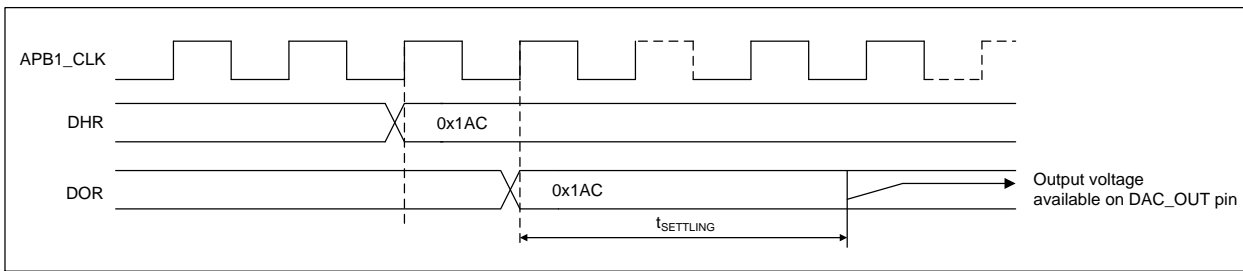 APB1_CLK
DHR
0x1AC
DOR
0x1AC
Output voltage
available on DAC_OUT pin
tSETTLING